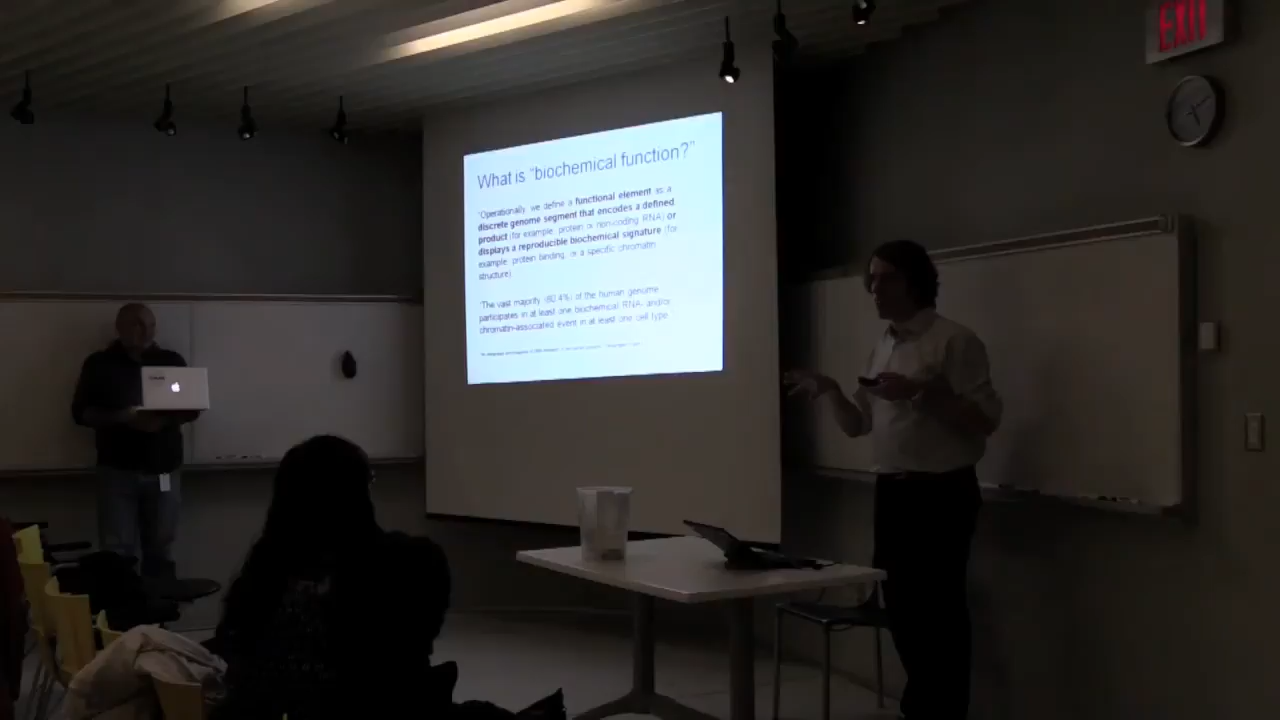 EXIT
What is "biochemical function?"
"Operationally, we define a functional element as a
discrete genome segment that encodes a defined
product (for example, protein or non-coding RNA) or
displays a reproducible biochemical signature (for
example, protein binding, or a specific chromatin
structure)
"The vast majority (80.4%) of the human genome
participates in at least one biochemical RNA- and/or
chromatin-associated event in at least one cell type